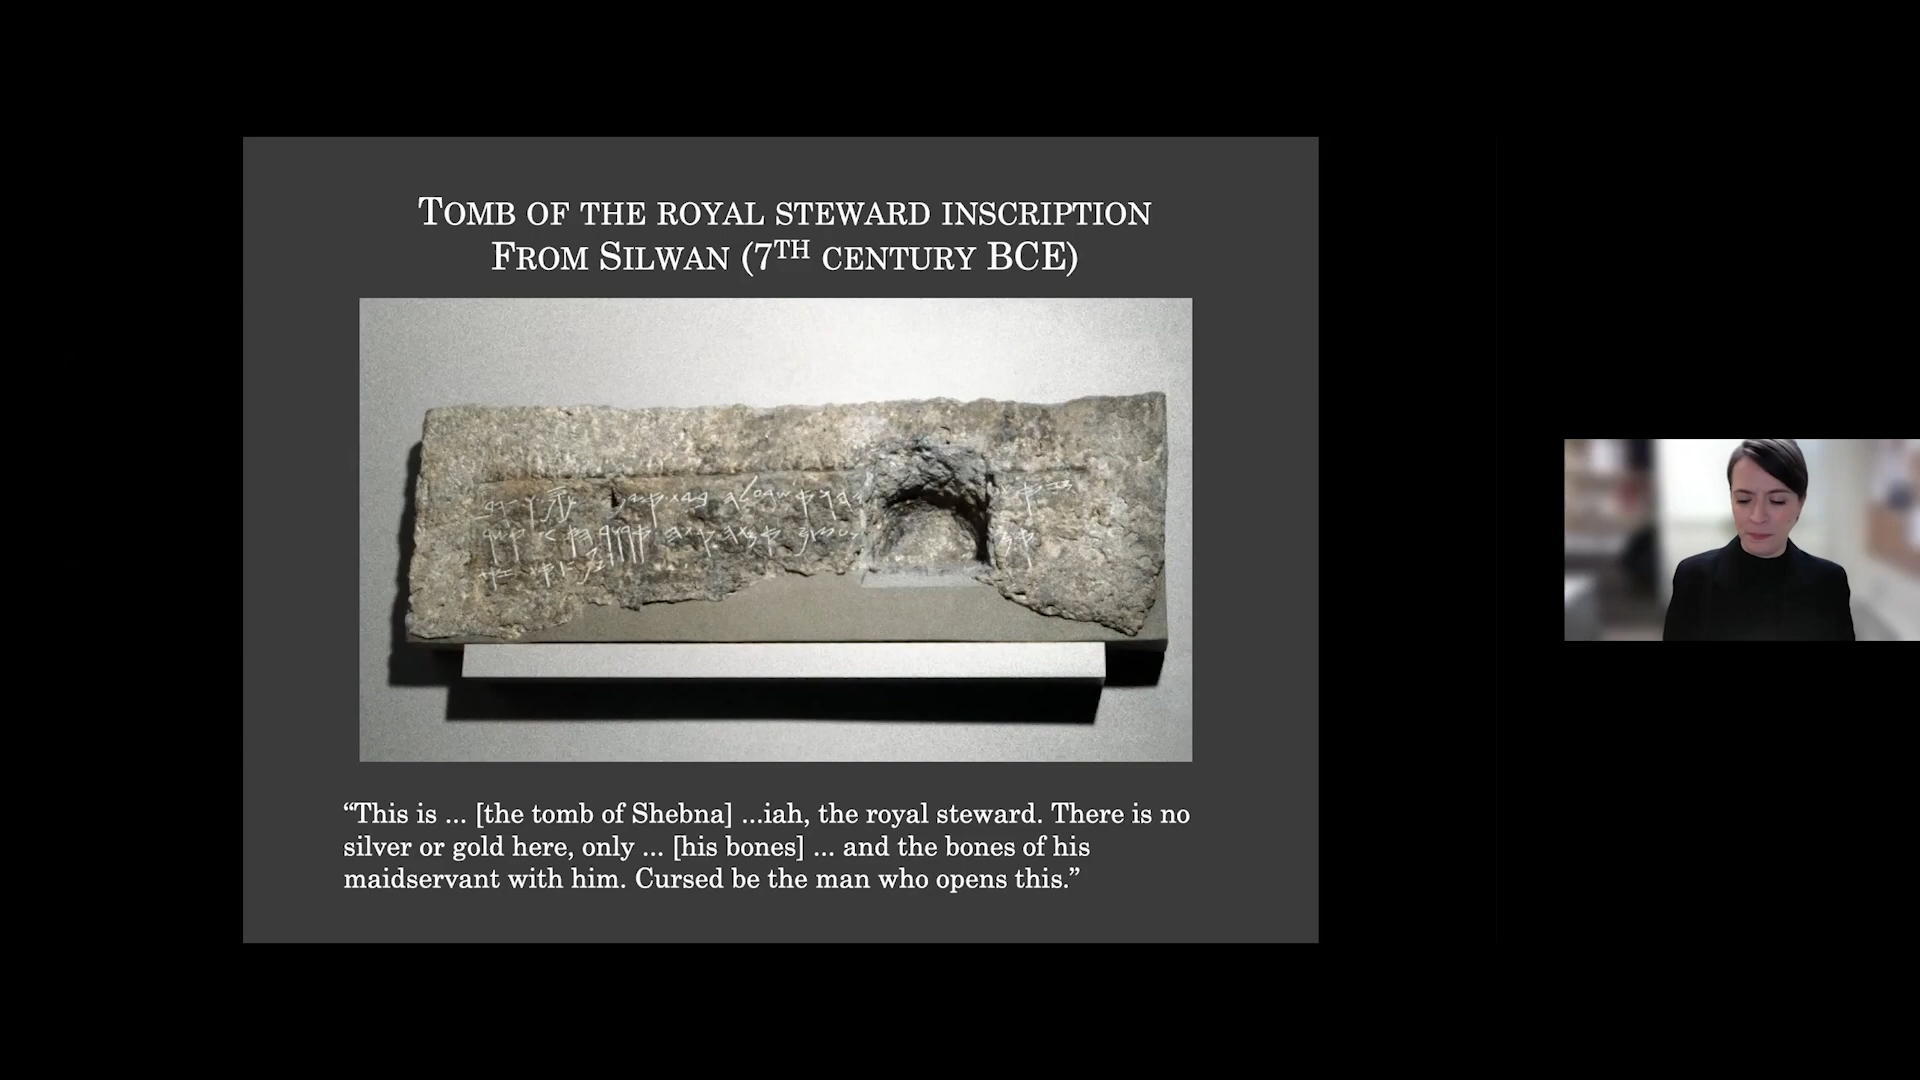 TOMB OF THE ROYAL STEWARD INSCRIPTION
FROM SILWAN (7TH CENTURY BCE)
“This is ... [the tomb of Shebna] ...iah, the royal steward. There is no
silver or gold here, only ... [his bones] ... and the bones of his
maidservant with him. Cursed be the man who opens this.”